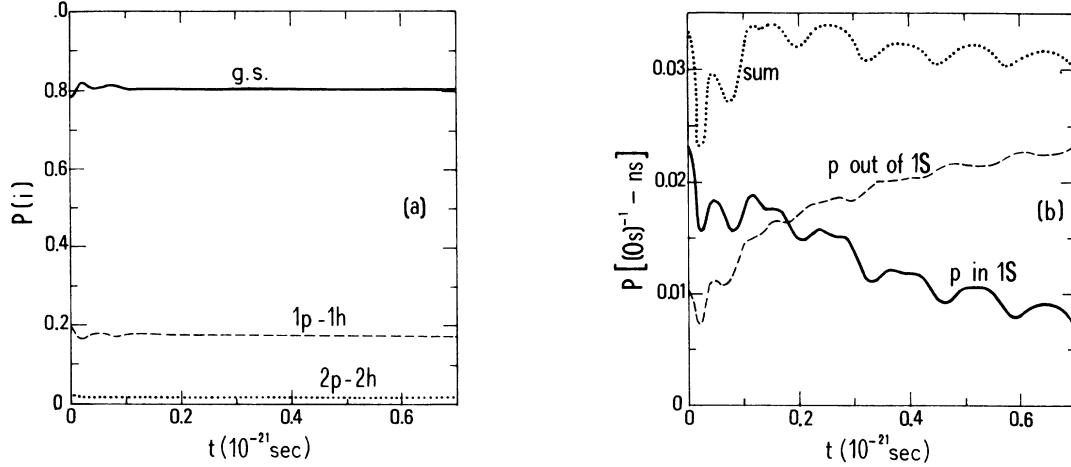 .0
0.8
0.6
0.4
0.2
0
P(i)
g.s.
(a)
1p-1h
2p-2h
0 0.2 0.4 0.6
t (10⁻²¹sec)
0.03
0.02
0.01
0
P[(0s)⁻¹ – ns]
sum
p out of 1S
(b)
p in 1S
0 0.2 0.4 0.6
t (10⁻²¹sec)